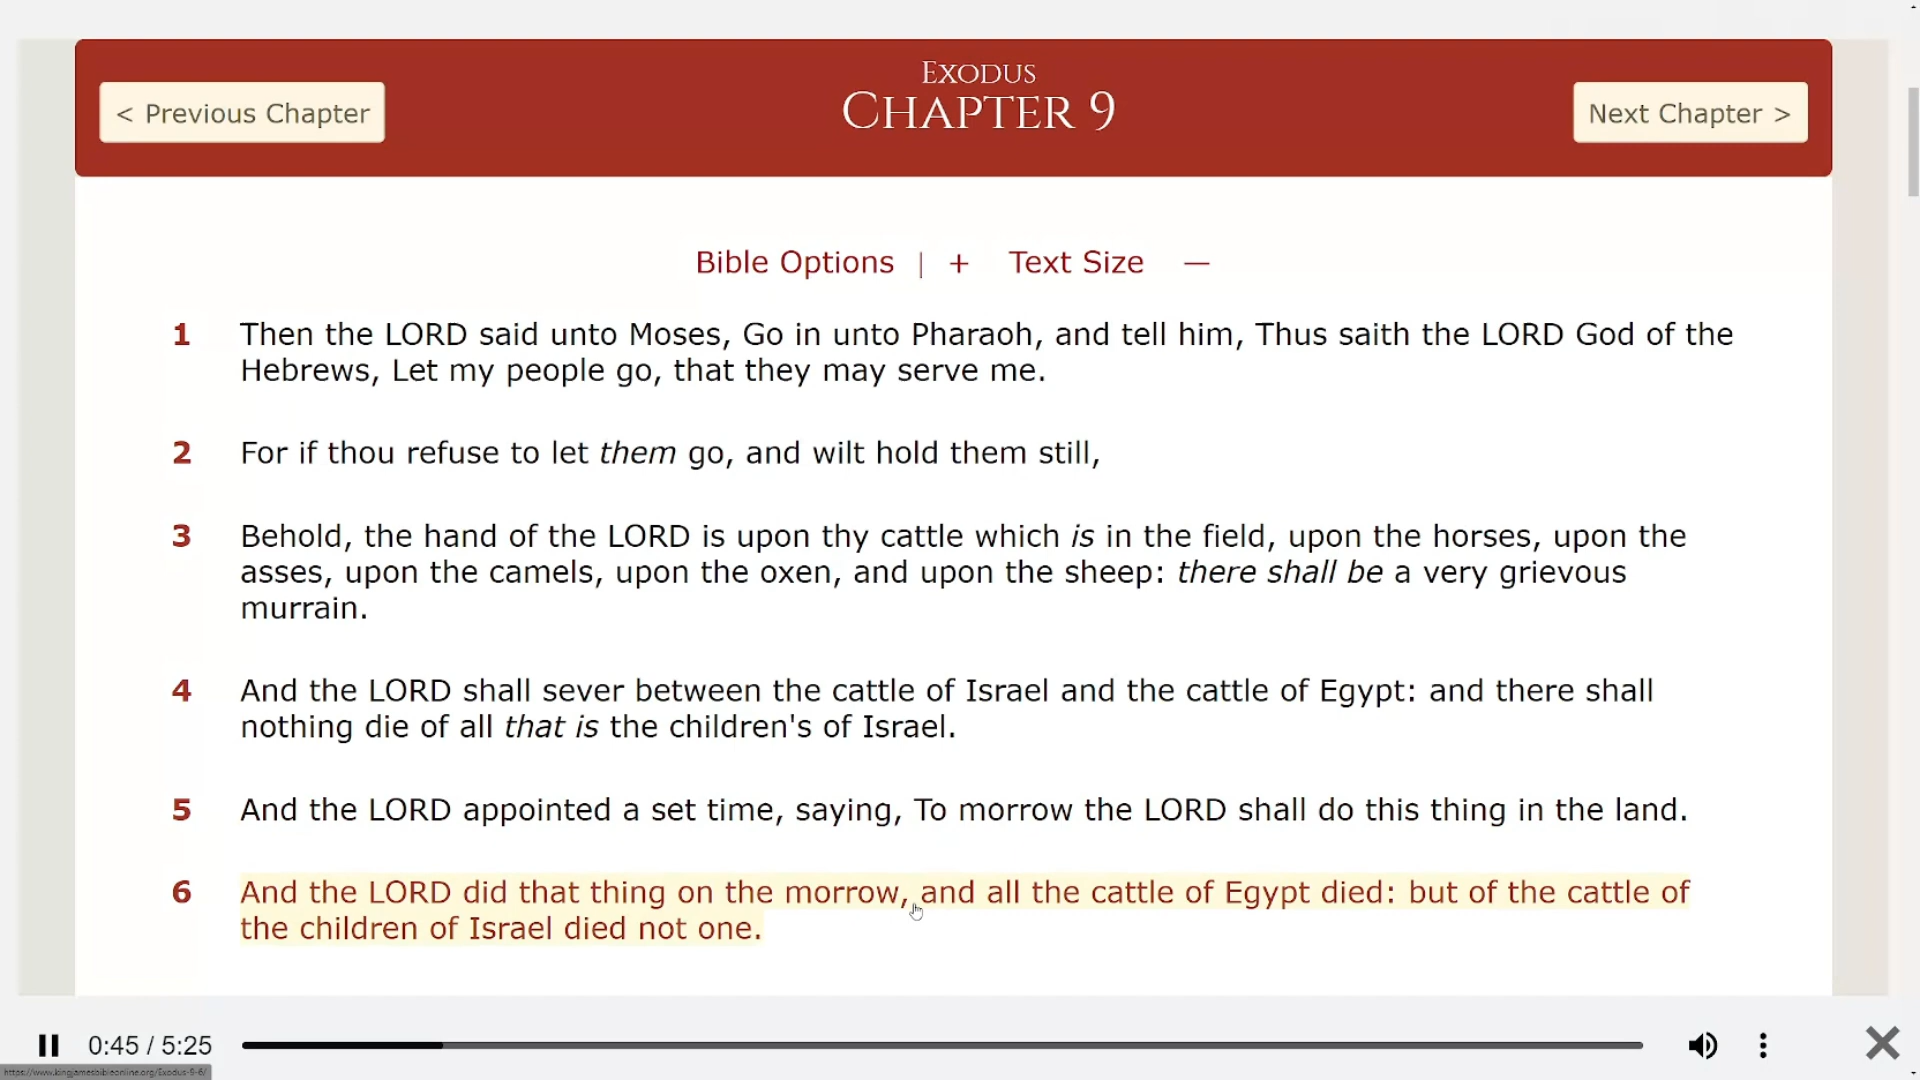 Exodus
Chapter 9
< Previous Chapter
Next Chapter >
Bible Options | + Text Size —
1 Then the LORD said unto Moses, Go in unto Pharaoh, and tell him, Thus saith the LORD God of the
Hebrews, Let my people go, that they may serve me.
2 For if thou refuse to let them go, and wilt hold them still,
3 Behold, the hand of the LORD is upon thy cattle which is in the field, upon the horses, upon the
asses, upon the camels, upon the oxen, and upon the sheep: there shall be a very grievous
murrain.
4 And the LORD shall sever between the cattle of Israel and the cattle of Egypt: and there shall
nothing die of all that is the children's of Israel.
5 And the LORD appointed a set time, saying, To morrow the LORD shall do this thing in the land.
6 And the LORD did that thing on the morrow, and all the cattle of Egypt died: but of the cattle of
the children of Israel died not one.
0:45 / 5:25
https://www.kingjamesbibleonline.org/Exodus-9-6/